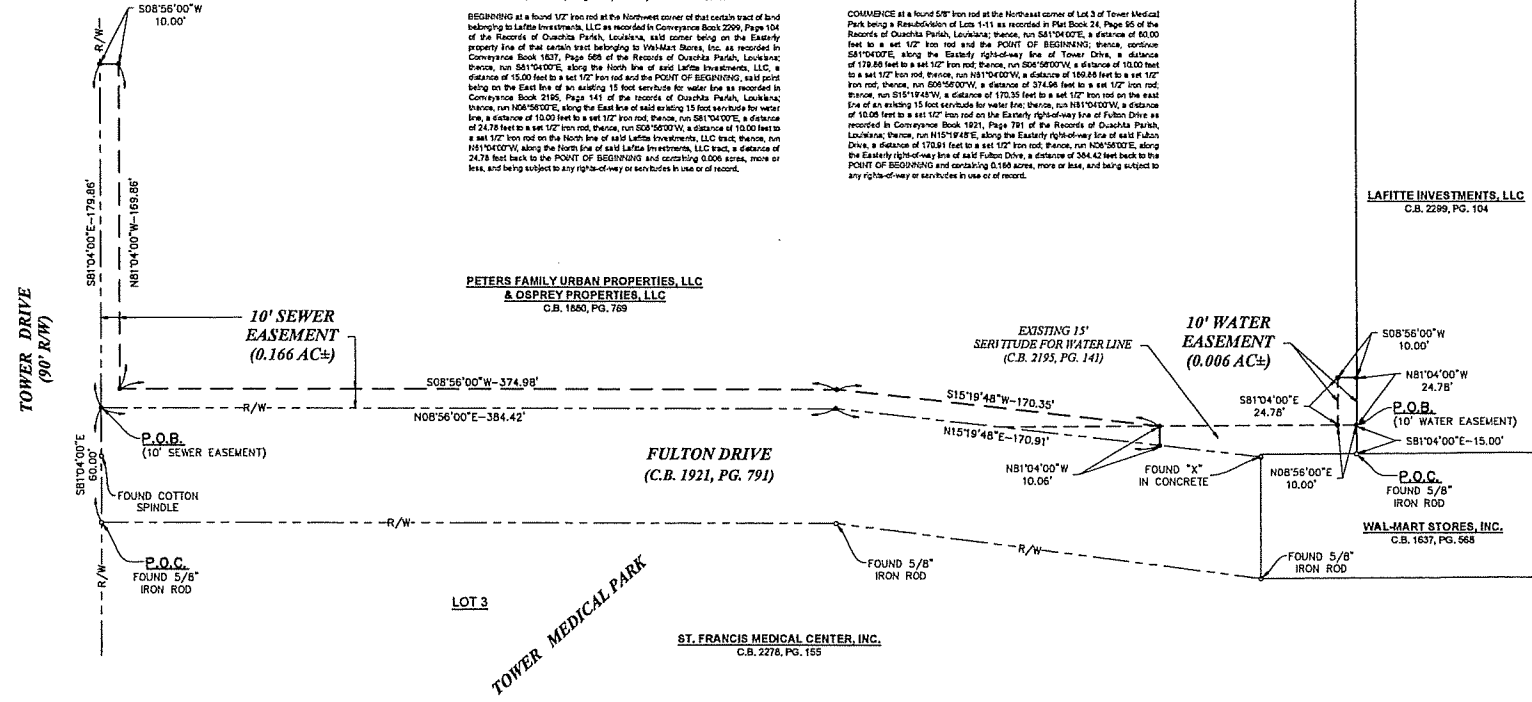 BEGINNING at a found 1/2" iron rod at the Northwest corner of that certain tract of land
belonging to Lafitte Investments, LLC as recorded in Conveyance Book 2299, Page 104
of the Records of Ouachita Parish, Louisiana, said corner being on the Easterly
property line of that certain tract belonging to Wal-Mart Stores, Inc. as recorded in
Conveyance Book 1637, Page 568 of the Records of Ouachita Parish, Louisiana;
thence, run S81°04'00"E, along the North line of said Lafitte Investments, LLC, a
distance of 15.00 feet to a set 1/2" iron rod and the POINT OF BEGINNING, said point
being on the East line of an existing 15 foot servitude for water line as recorded in
Conveyance Book 2195, Page 141 of the records of Ouachita Parish, Louisiana;
thence, run N08°56'00"E, along the East line of said existing 15 foot servitude for water
line, a distance of 10.00 feet to a set 1/2" iron rod; thence, run S81°04'00"E, a distance
of 24.78 feet to a set 1/2" iron rod, thence, run S08°56'00"W, a distance of 10.00 feet to
a set 1/2" iron rod on the North line of said Lafitte Investments, LLC tract; thence, run
N81°04'00"W, along the North line of said Lafitte Investments, LLC tract, a distance of
24.78 feet back to the POINT OF BEGINNING and containing 0.006 acres, more or
less, and being subject to any rights-of-way or servitudes in use or of record.
COMMENCE at a found 5/8" iron rod at the Northeast corner of Lot 3 of Tower Medical
Park being a Resubdivision of Lots 1-11 as recorded in Plat Book 24, Page 95 of the
Records of Ouachita Parish, Louisiana; thence, run S81°04'00"E, a distance of 60.00
feet to a set 1/2" iron rod and the POINT OF BEGINNING; thence, continue
S81°04'00"E, along the Easterly right-of-way line of Tower Drive, a distance
of 179.86 feet to a set 1/2" iron rod; thence, run S08°56'00"W, a distance of 10.00 feet
to a set 1/2" iron rod, thence, run N81°04'00"W, a distance of 169.86 feet to a set 1/2"
iron rod; thence, run S08°56'00"W, a distance of 374.98 feet to a set 1/2" iron rod;
thence, run S15°19'48"W, a distance of 170.35 feet to a set 1/2" iron rod on the east
line of an existing 15 foot servitude for water line; thence, run N81°04'00"W, a distance
of 10.06 feet to a set 1/2" iron rod on the Easterly right-of-way line of Fulton Drive as
recorded in Conveyance Book 1921, Page 791 of the Records of Ouachita Parish,
Louisiana; thence, run N15°19'48"E, along the Easterly right-of-way line of said Fulton
Drive, a distance of 170.91 feet to a set 1/2" iron rod; thence, run N08°56'00"E, along
the Easterly right-of-way line of said Fulton Drive, a distance of 384.42 feet back to the
POINT OF BEGINNING and containing 0.166 acres, more or less, and being subject to
any rights-of-way or servitudes in use or of record.
S08°56'00"W
10.00'
R/W
S81°04'00"E-179.86'
N81°04'00"W-169.86'
TOWER DRIVE
(90' R/W)
LAFITTE INVESTMENTS, LLC
C.B. 2299, PG. 104
PETERS FAMILY URBAN PROPERTIES, LLC
& OSPREY PROPERTIES, LLC
C.B. 1880, PG. 769
10' SEWER
EASEMENT
(0.166 AC±)
EXISTING 15'
SERVITUDE FOR WATER LINE
(C.B. 2195, PG. 141)
10' WATER
EASEMENT
(0.006 AC±)
S08°56'00"W
10.00'
N81°04'00"W
24.78'
S81°04'00"E
24.78'
P.O.B.
(10' WATER EASEMENT)
S81°04'00"E-15.00'
S08°56'00"W-374.98'
R/W
N08°56'00"E-384.42'
S15°19'48"W-170.35'
N15°19'48"E-170.91'
P.O.B.
(10' SEWER EASEMENT)
S81°04'00"E
60.00'
FULTON DRIVE
(C.B. 1921, PG. 791)
N81°04'00"W
10.06'
FOUND "X"
IN CONCRETE
N08°56'00"E
10.00'
P.O.C.
FOUND 5/8"
IRON ROD
FOUND COTTON
SPINDLE
R/W
WAL-MART STORES, INC.
C.B. 1637, PG. 568
R/W
P.O.C.
FOUND 5/8"
IRON ROD
FOUND 5/8"
IRON ROD
R/W
FOUND 5/8"
IRON ROD
LOT 3
TOWER MEDICAL PARK
ST. FRANCIS MEDICAL CENTER, INC.
C.B. 2278, PG. 155